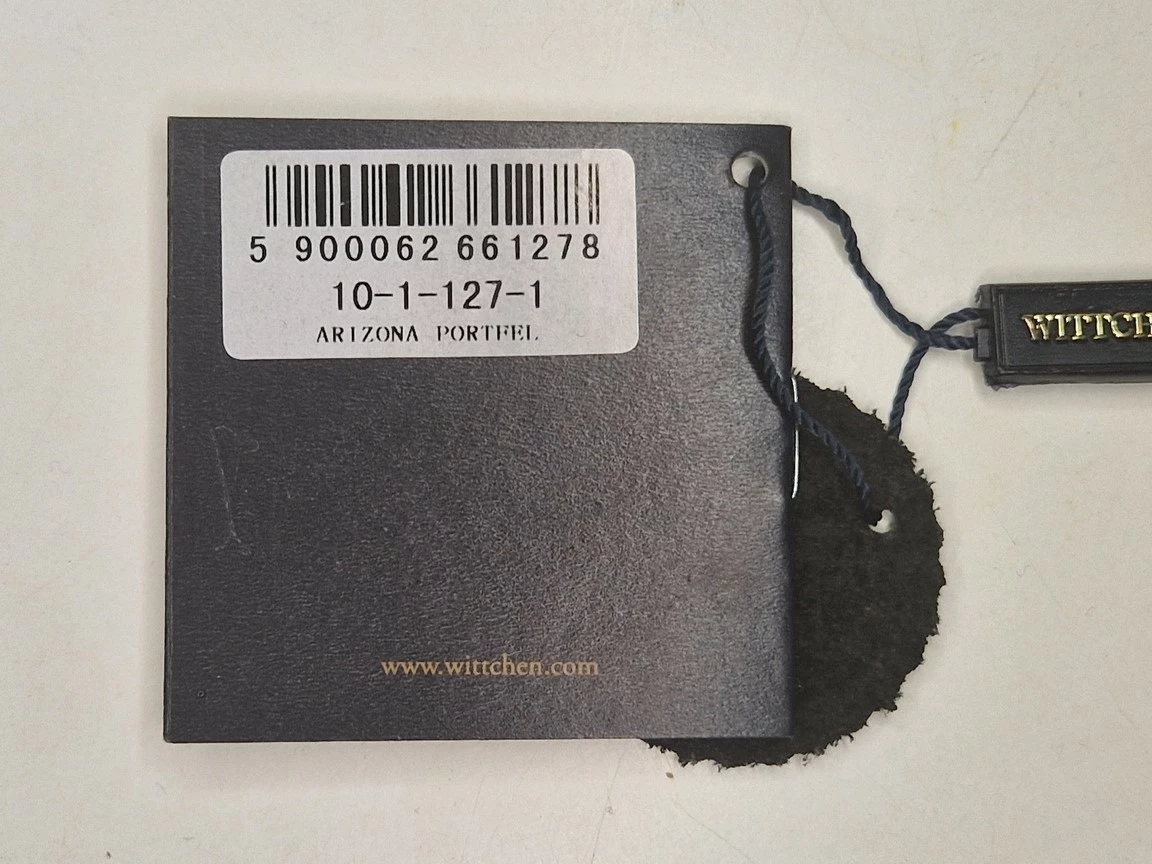 5 900062 661278
10-1-127-1
ARIZONA PORTFEL
WITTCH
www.wittchen.com